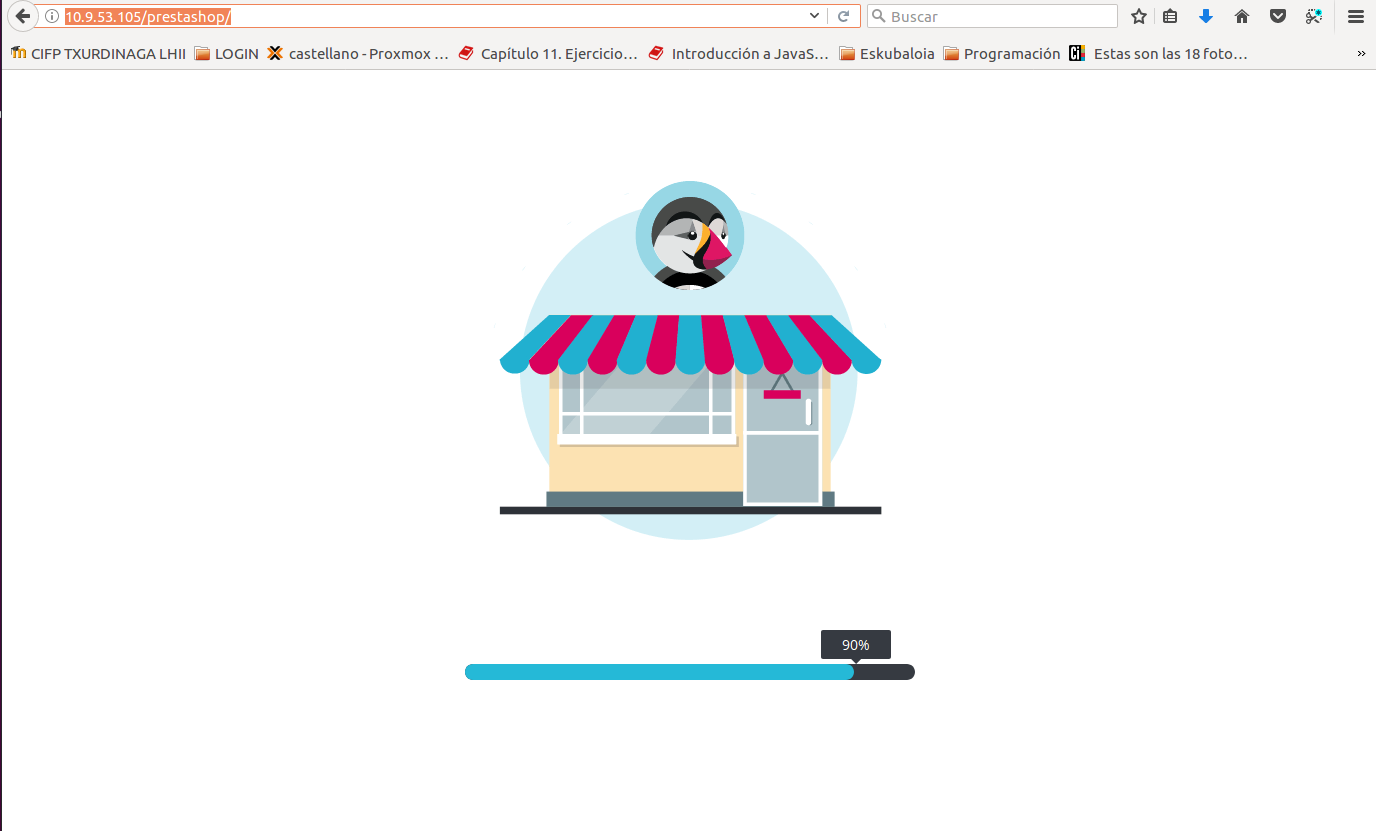 10.9.53.105/prestashop/ Buscar
CIFP TXURDINAGA LHII LOGIN castellano - Proxmox ... Capítulo 11. Ejercicio... Introducción a JavaS... Eskubaloia Programación Estas son las 18 foto...
90%